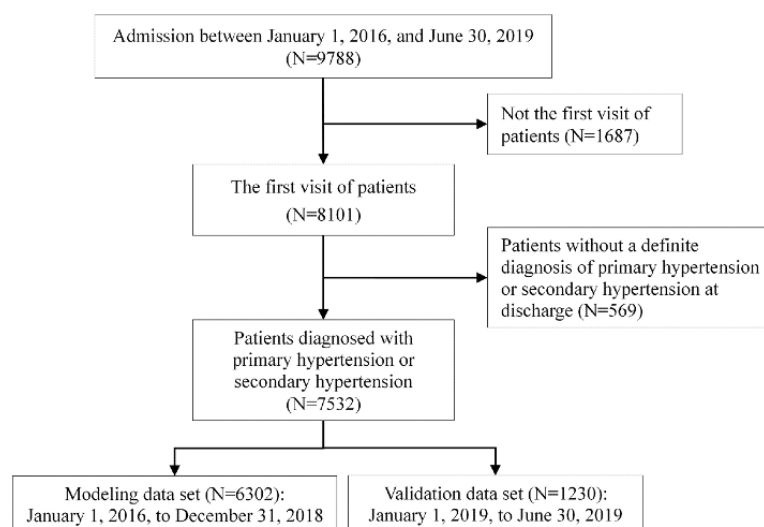 Admission between January 1, 2016, and June 30, 2019
(N=9788)
Not the first visit of
patients (N=1687)
The first visit of patients
(N=8101)
Patients without a definite
diagnosis of primary hypertension
or secondary hypertension at
discharge (N=569)
Patients diagnosed with
primary hypertension or
secondary hypertension
(N=7532)
Modeling data set (N=6302):
January 1, 2016, to December 31, 2018
Validation data set (N=1230):
January 1, 2019, to June 30, 2019